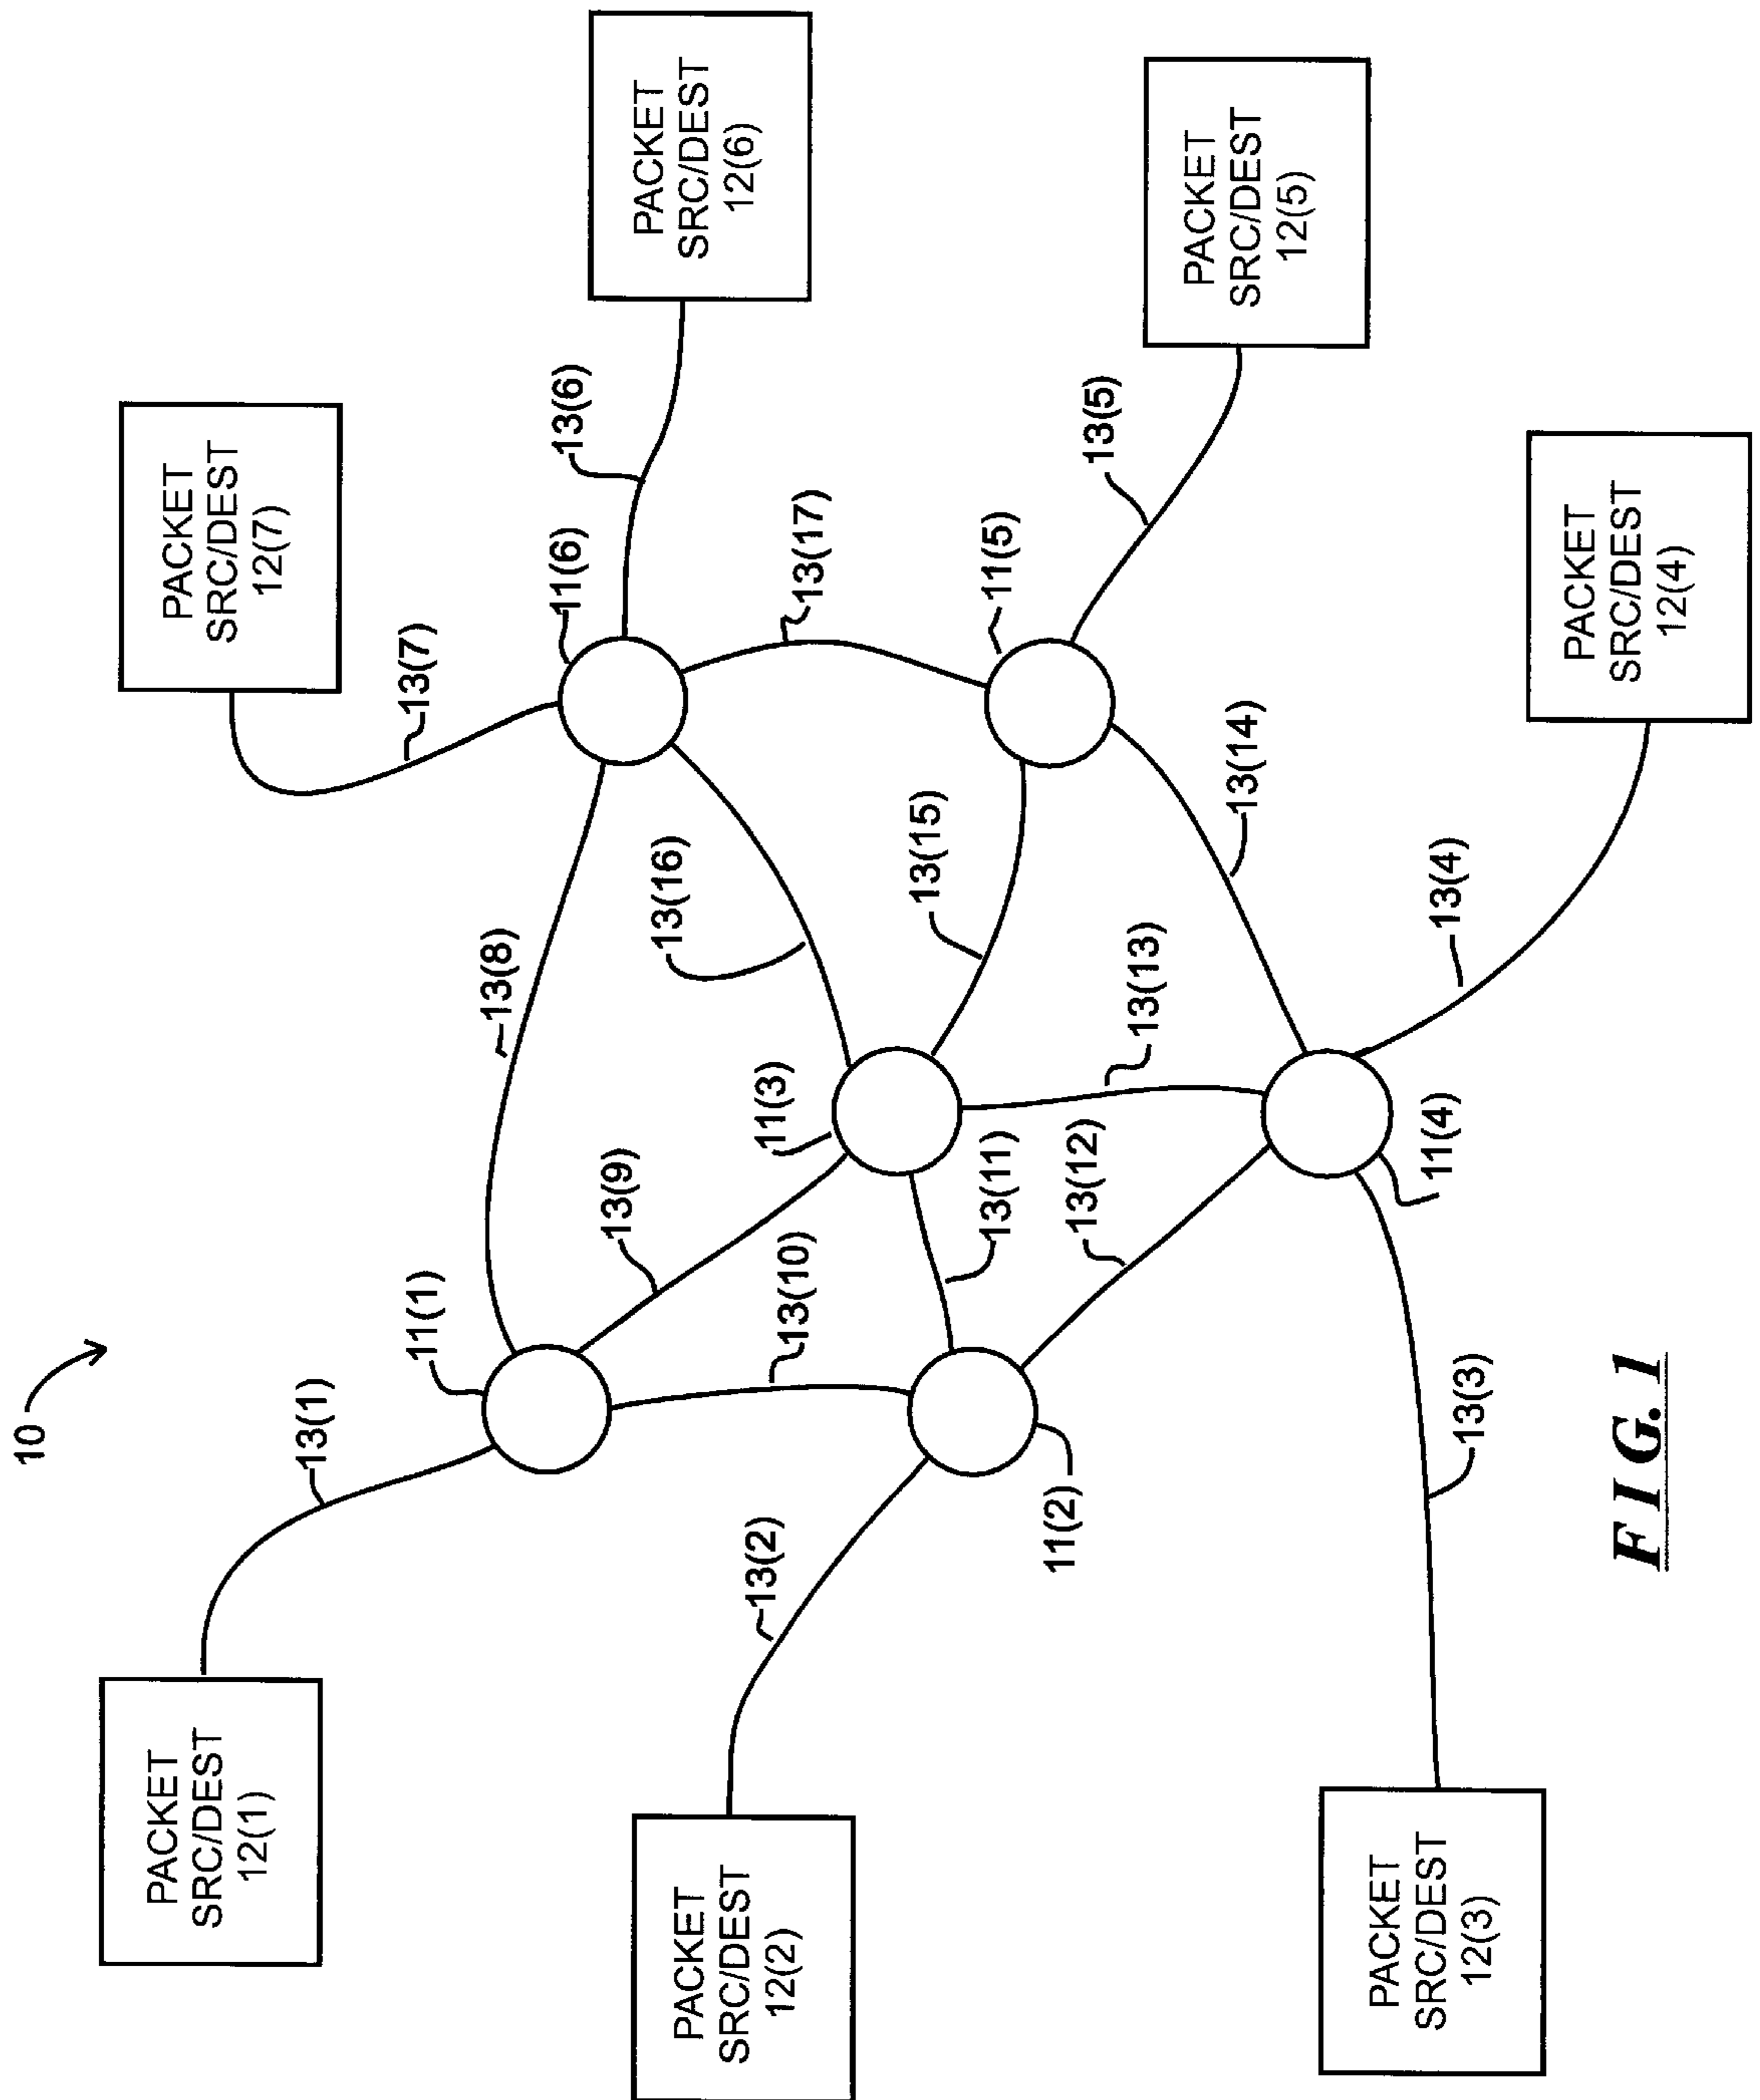 10
PACKET
SRC/DEST
12(1)
13(1)
11(1)
13(8)
13(7)
PACKET
SRC/DEST
12(7)
11(6)
13(6)
PACKET
SRC/DEST
12(6)
PACKET
SRC/DEST
12(2)
13(2)
11(2)
13(10)
13(9)
11(3)
13(16)
13(15)
13(17)
11(5)
13(5)
PACKET
SRC/DEST
12(5)
13(11)
13(12)
13(13)
13(14)
PACKET
SRC/DEST
12(3)
13(3)
11(4)
13(4)
PACKET
SRC/DEST
12(4)
FIG. 1